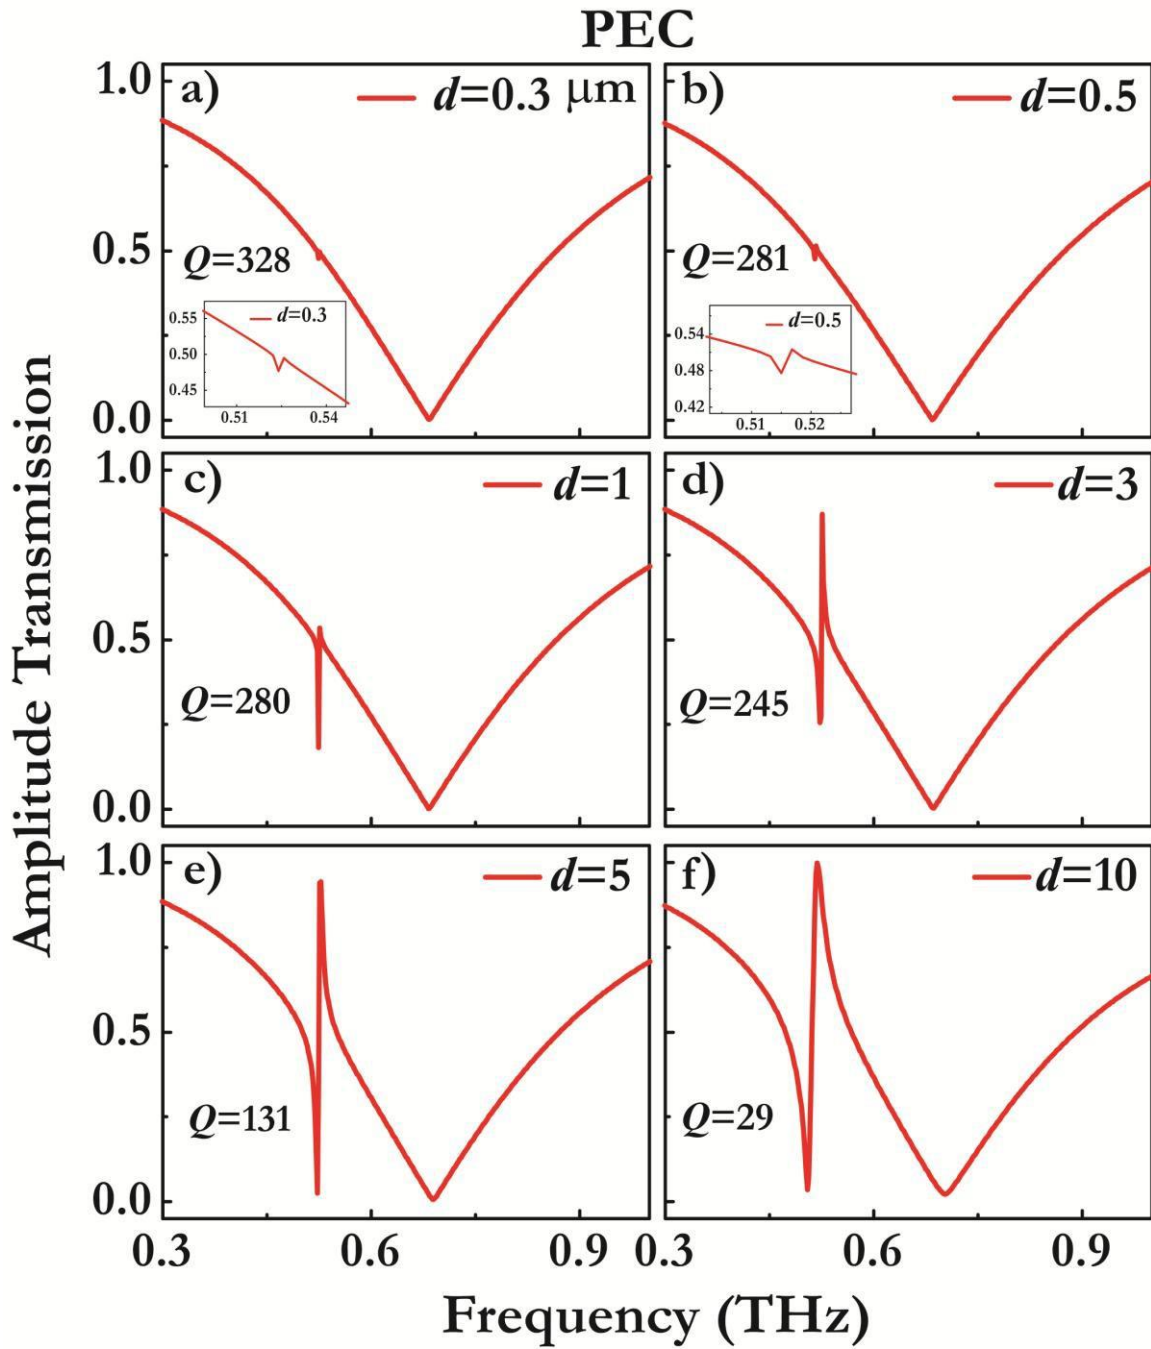 PEC
a)
d=0.3 μm
b)
d=0.5
1.0
0.5
0.0
Q=328
d=0.3
0.55
0.50
0.45
0.51 0.54
Q=281
d=0.5
0.54
0.48
0.42
0.51 0.52
c)
d=1
d)
d=3
1.0
0.5
0.0
Q=280
Q=245
e)
d=5
f)
d=10
1.0
0.5
0.0
Q=131
Q=29
0.3 0.6 0.9 0.3 0.6 0.9
Amplitude Transmission
Frequency (THz)